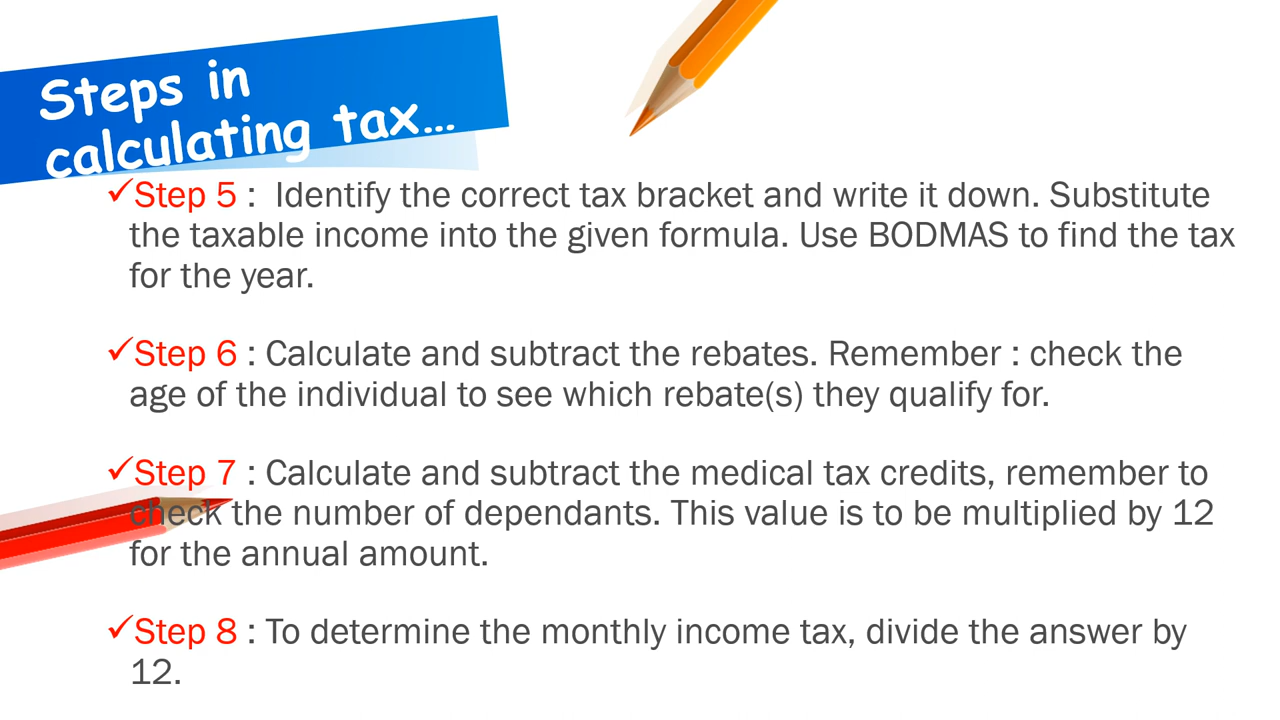 Steps in
calculating tax...
✓Step 5 : Identify the correct tax bracket and write it down. Substitute
the taxable income into the given formula. Use BODMAS to find the tax
for the year.
✓Step 6 : Calculate and subtract the rebates. Remember : check the
age of the individual to see which rebate(s) they qualify for.
✓Step 7 : Calculate and subtract the medical tax credits, remember to
check the number of dependants. This value is to be multiplied by 12
for the annual amount.
✓Step 8 : To determine the monthly income tax, divide the answer by
12.